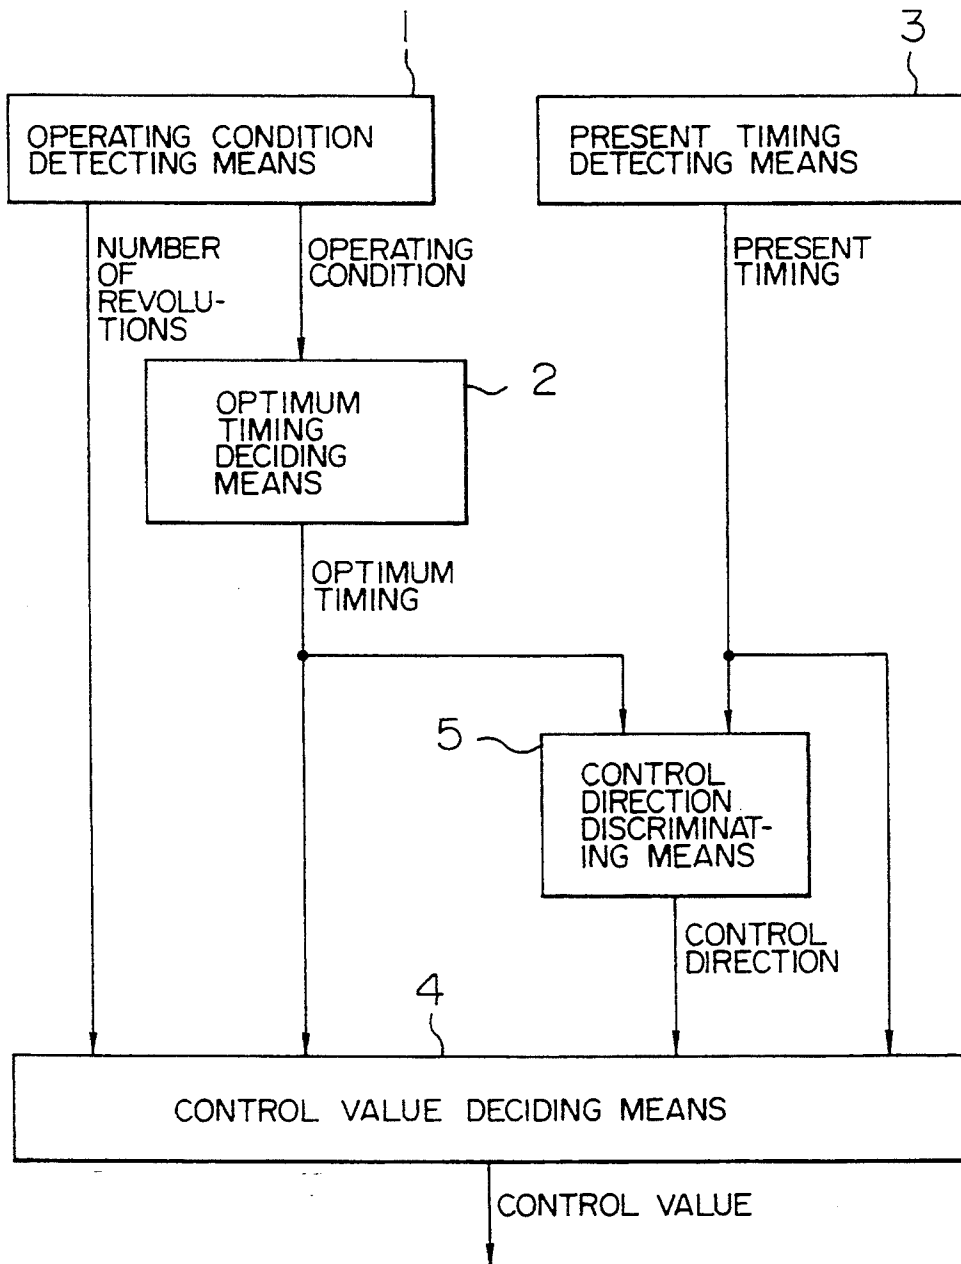 1
3
OPERATING CONDITION
DETECTING MEANS
PRESENT TIMING
DETECTING MEANS
NUMBER
OF
REVOLU-
TIONS
OPERATING
CONDITION
PRESENT
TIMING
2
OPTIMUM
TIMING
DECIDING
MEANS
OPTIMUM
TIMING
5
CONTROL
DIRECTION
DISCRIMINAT-
ING MEANS
CONTROL
DIRECTION
4
CONTROL VALUE DECIDING MEANS
CONTROL VALUE